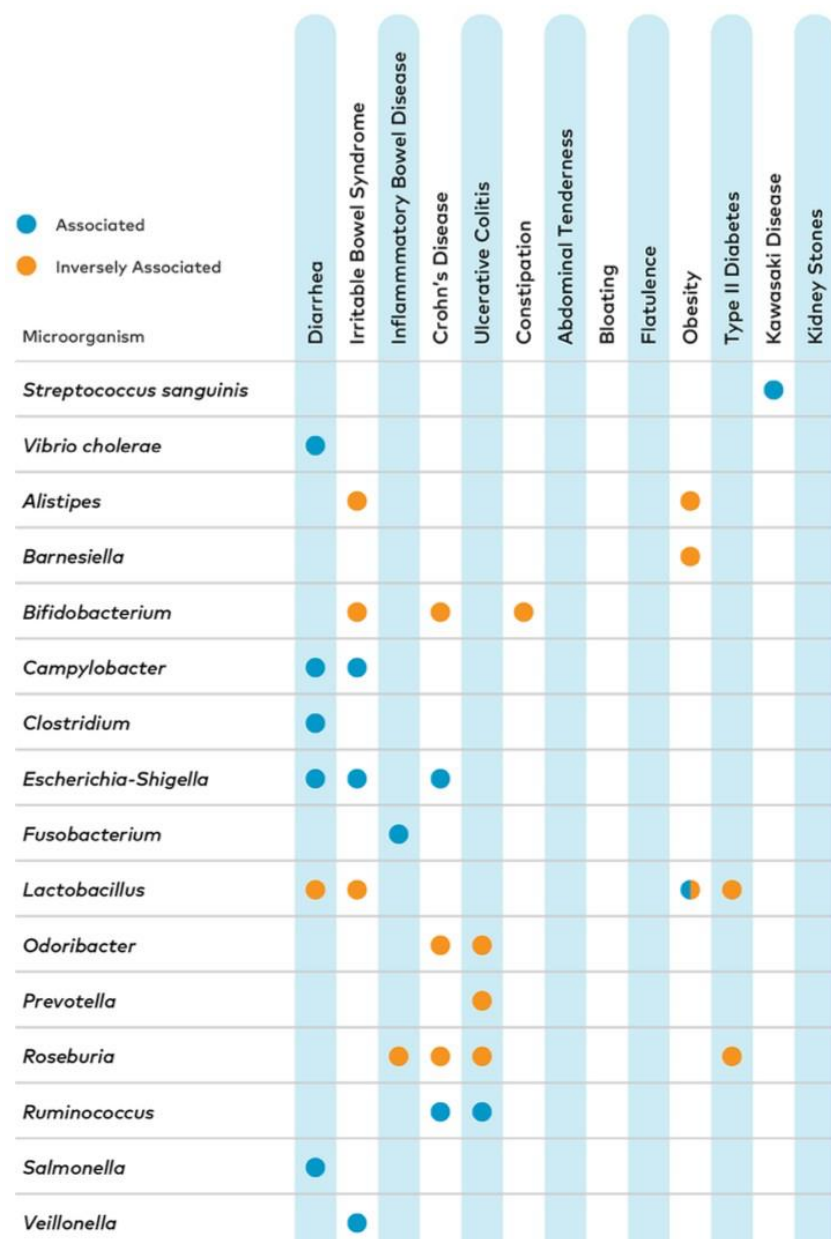 Associated
Inversely Associated
Microorganism
Diarrhea
Irritable Bowel Syndrome
Inflammmatory Bowel Disease
Crohn's Disease
Ulcerative Colitis
Constipation
Abdominal Tenderness
Bloating
Flatulence
Obesity
Type II Diabetes
Kawasaki Disease
Kidney Stones
Streptococcus sanguinis
Vibrio cholerae
Alistipes
Barnesiella
Bifidobacterium
Campylobacter
Clostridium
Escherichia-Shigella
Fusobacterium
Lactobacillus
Odoribacter
Prevotella
Roseburia
Ruminococcus
Salmonella
Veillonella